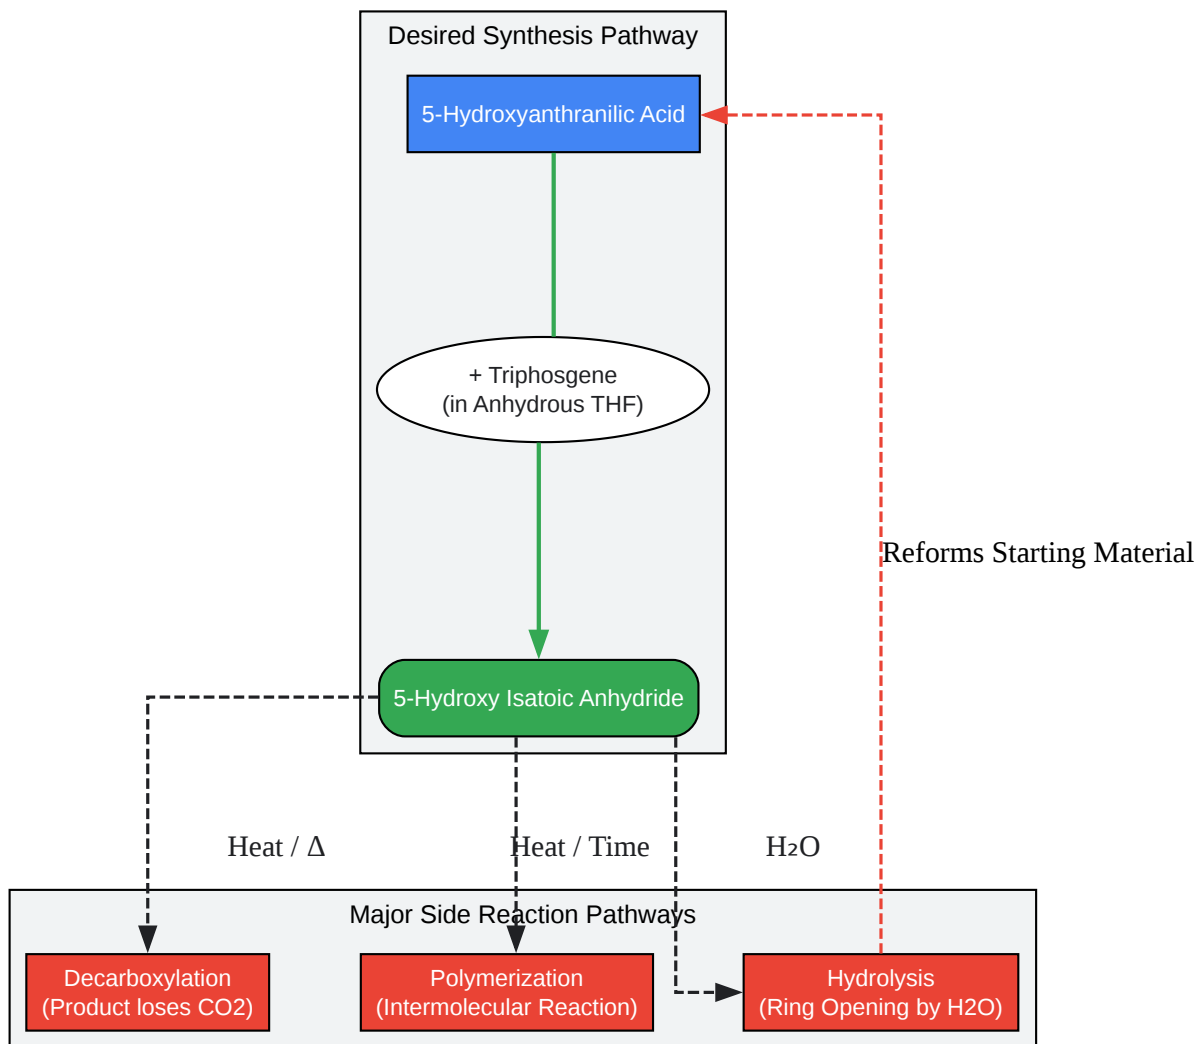 Desired Synthesis Pathway
5-Hydroxyanthranilic Acid
+ Triphosgene
(in Anhydrous THF)
Reforms Starting Material
5-Hydroxy Isatoic Anhydride
Heat / Δ
Heat / Time
H₂O
Major Side Reaction Pathways
Decarboxylation
(Product loses CO2)
Polymerization
(Intermolecular Reaction)
Hydrolysis
(Ring Opening by H2O)